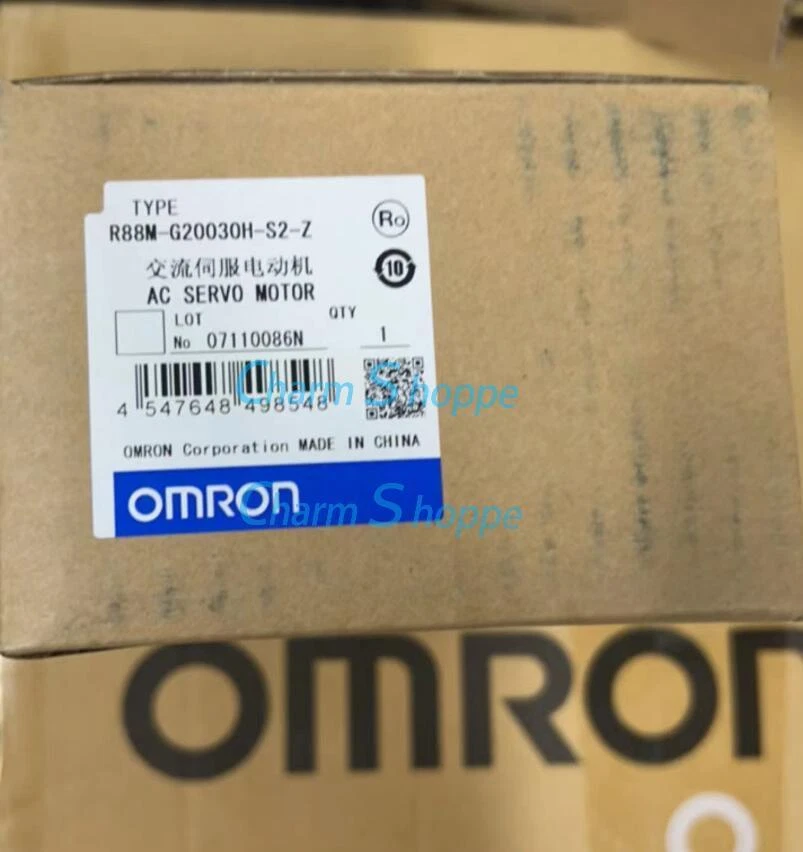 TYPE
R88M-G20030H-S2-Z
Ro
交流伺服电动机
10
AC SERVO MOTOR
LOT
QTY
No 07110086N
1
Charm Shoppe
4 547648 498548
OMRON Corporation MADE IN CHINA
OMRON
Charm Shoppe
OMRON